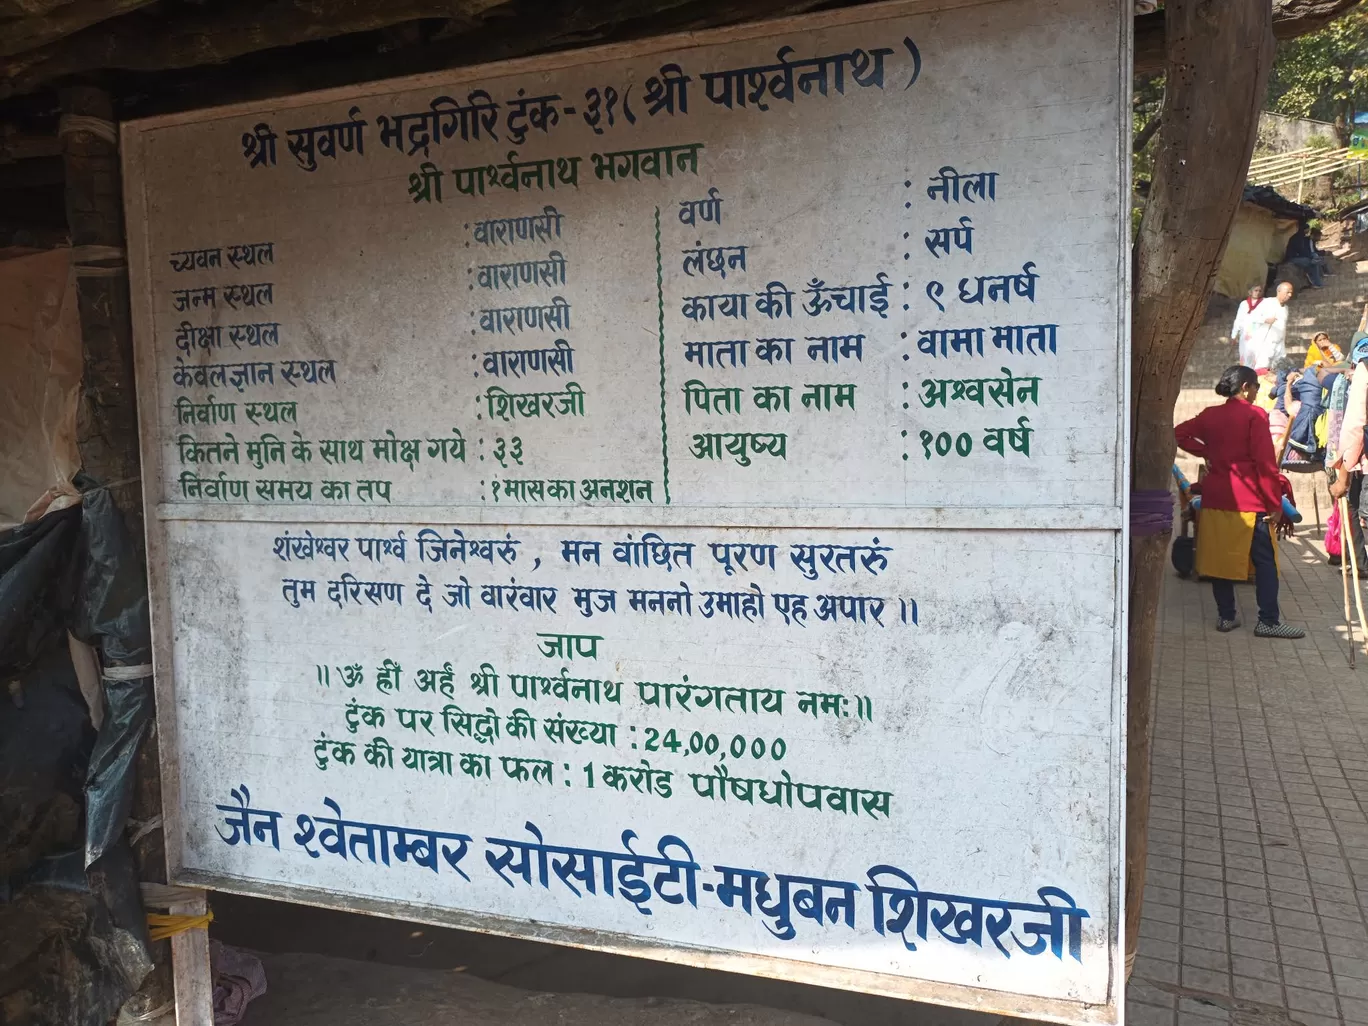 श्री सुवर्ण भद्रगिरि टुंक-३१ (श्री पार्श्वनाथ)
श्री पार्श्वनाथ भगवान
च्यवन स्थल : वाराणसी
जन्म स्थल : वाराणसी
दीक्षा स्थल : वाराणसी
केवलज्ञान स्थल : वाराणसी
निर्वाण स्थल : शिखरजी
कितने मुनि के साथ मोक्ष गये : ३३
निर्वाण समय का तप : १मासका अनशन
वर्ण : नीला
लंछन : सर्प
काया की ऊँचाई : ९ धनर्ष
माता का नाम : वामा माता
पिता का नाम : अश्वसेन
आयुष्य : १०० वर्ष
शंखेश्वर पार्श्व जिनेश्वरुं , मन वांछित पूरण सुरतरुं
तुम दरिसण दे जो वारंवार मुज मननो उमाहो एह अपार ।।
जाप
।। ॐ ह्रीँ अर्हं श्री पार्श्वनाथ पारंगताय नमः ।।
टुंक पर सिद्धो की संख्या : 24,00,000
टुंक की यात्रा का फल : 1 करोड पौषधोपवास
जैन श्वेताम्बर सोसाईटी-मधुबन शिखरजी